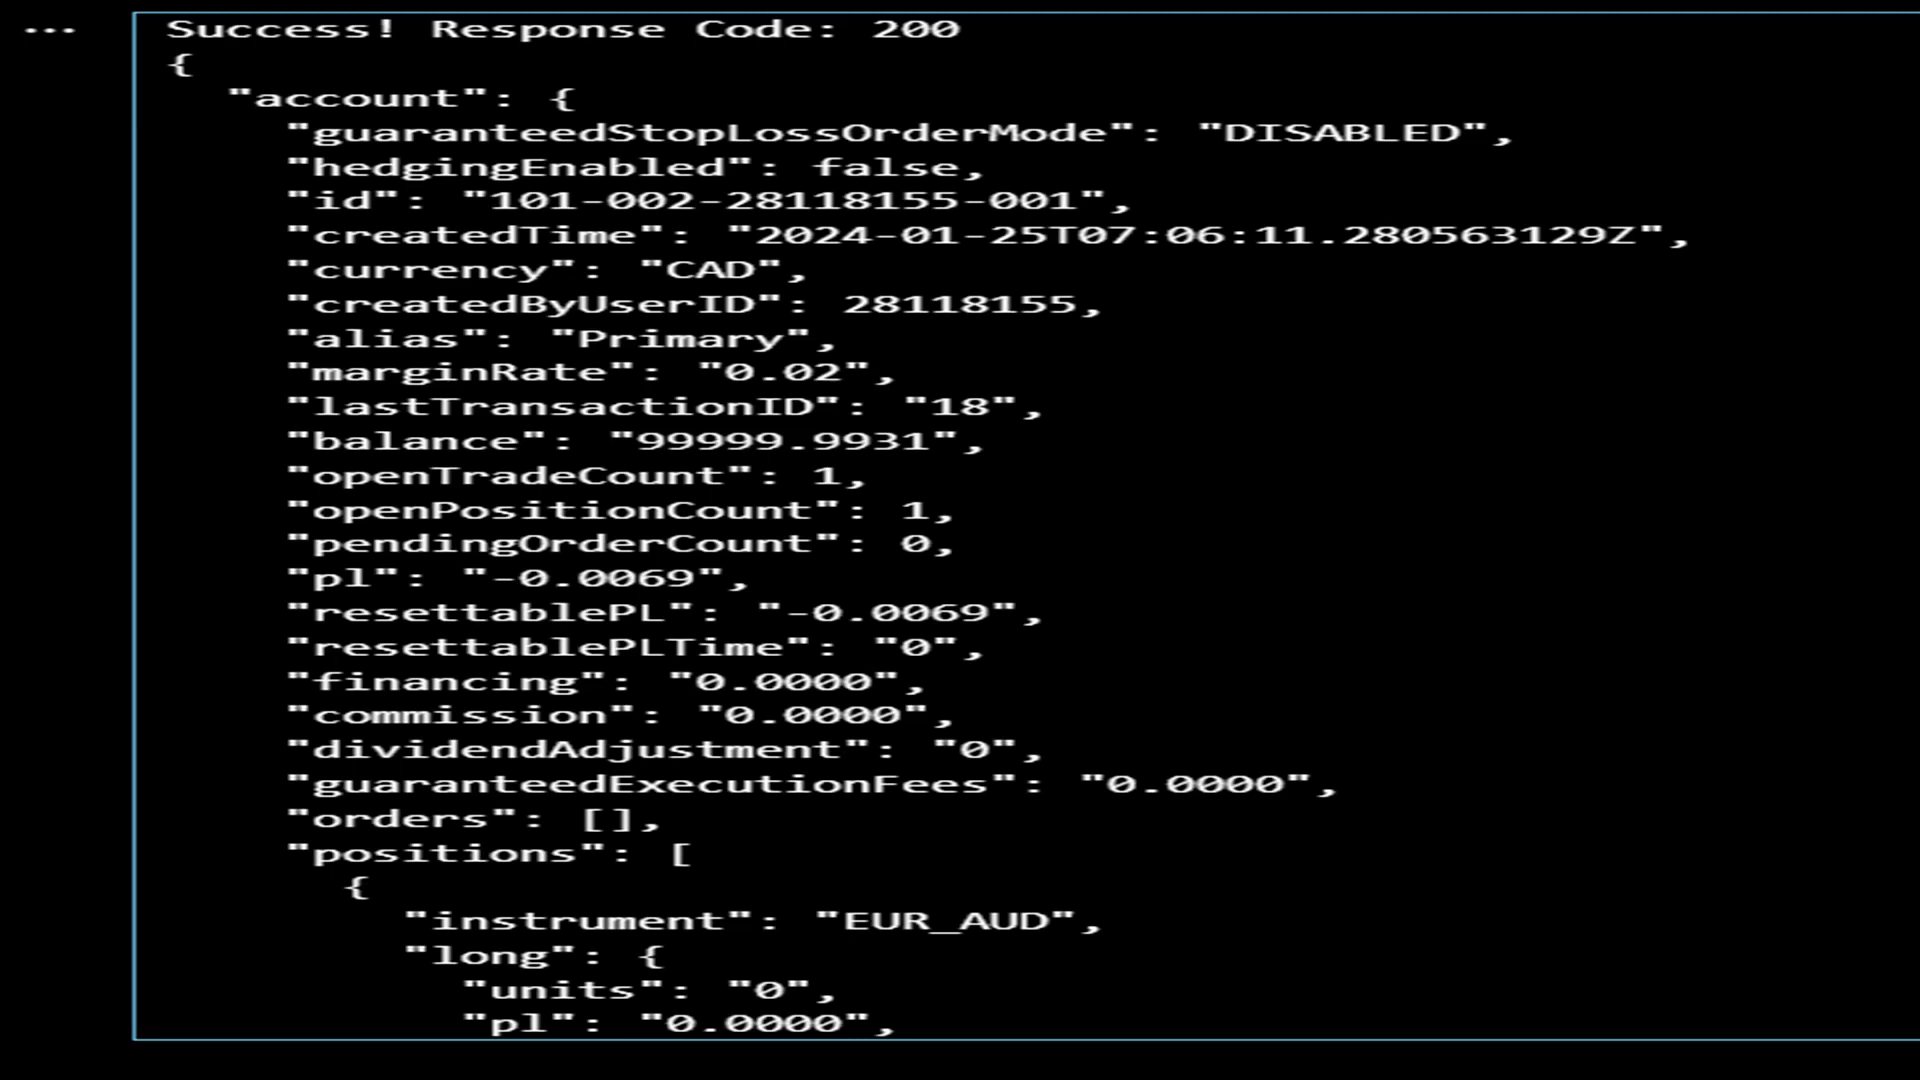 ...
Success! Response Code: 200
{
  "account": {
    "guaranteedStopLossOrderMode": "DISABLED",
    "hedgingEnabled": false,
    "id": "101-002-28118155-001",
    "createdTime": "2024-01-25T07:06:11.280563129Z",
    "currency": "CAD",
    "createdByUserID": 28118155,
    "alias": "Primary",
    "marginRate": "0.02",
    "lastTransactionID": "18",
    "balance": "99999.9931",
    "openTradeCount": 1,
    "openPositionCount": 1,
    "pendingOrderCount": 0,
    "pl": "-0.0069",
    "resettablePL": "-0.0069",
    "resettablePLTime": "0",
    "financing": "0.0000",
    "commission": "0.0000",
    "dividendAdjustment": "0",
    "guaranteedExecutionFees": "0.0000",
    "orders": [],
    "positions": [
      {
        "instrument": "EUR_AUD",
        "long": {
          "units": "0",
          "pl": "0.0000",